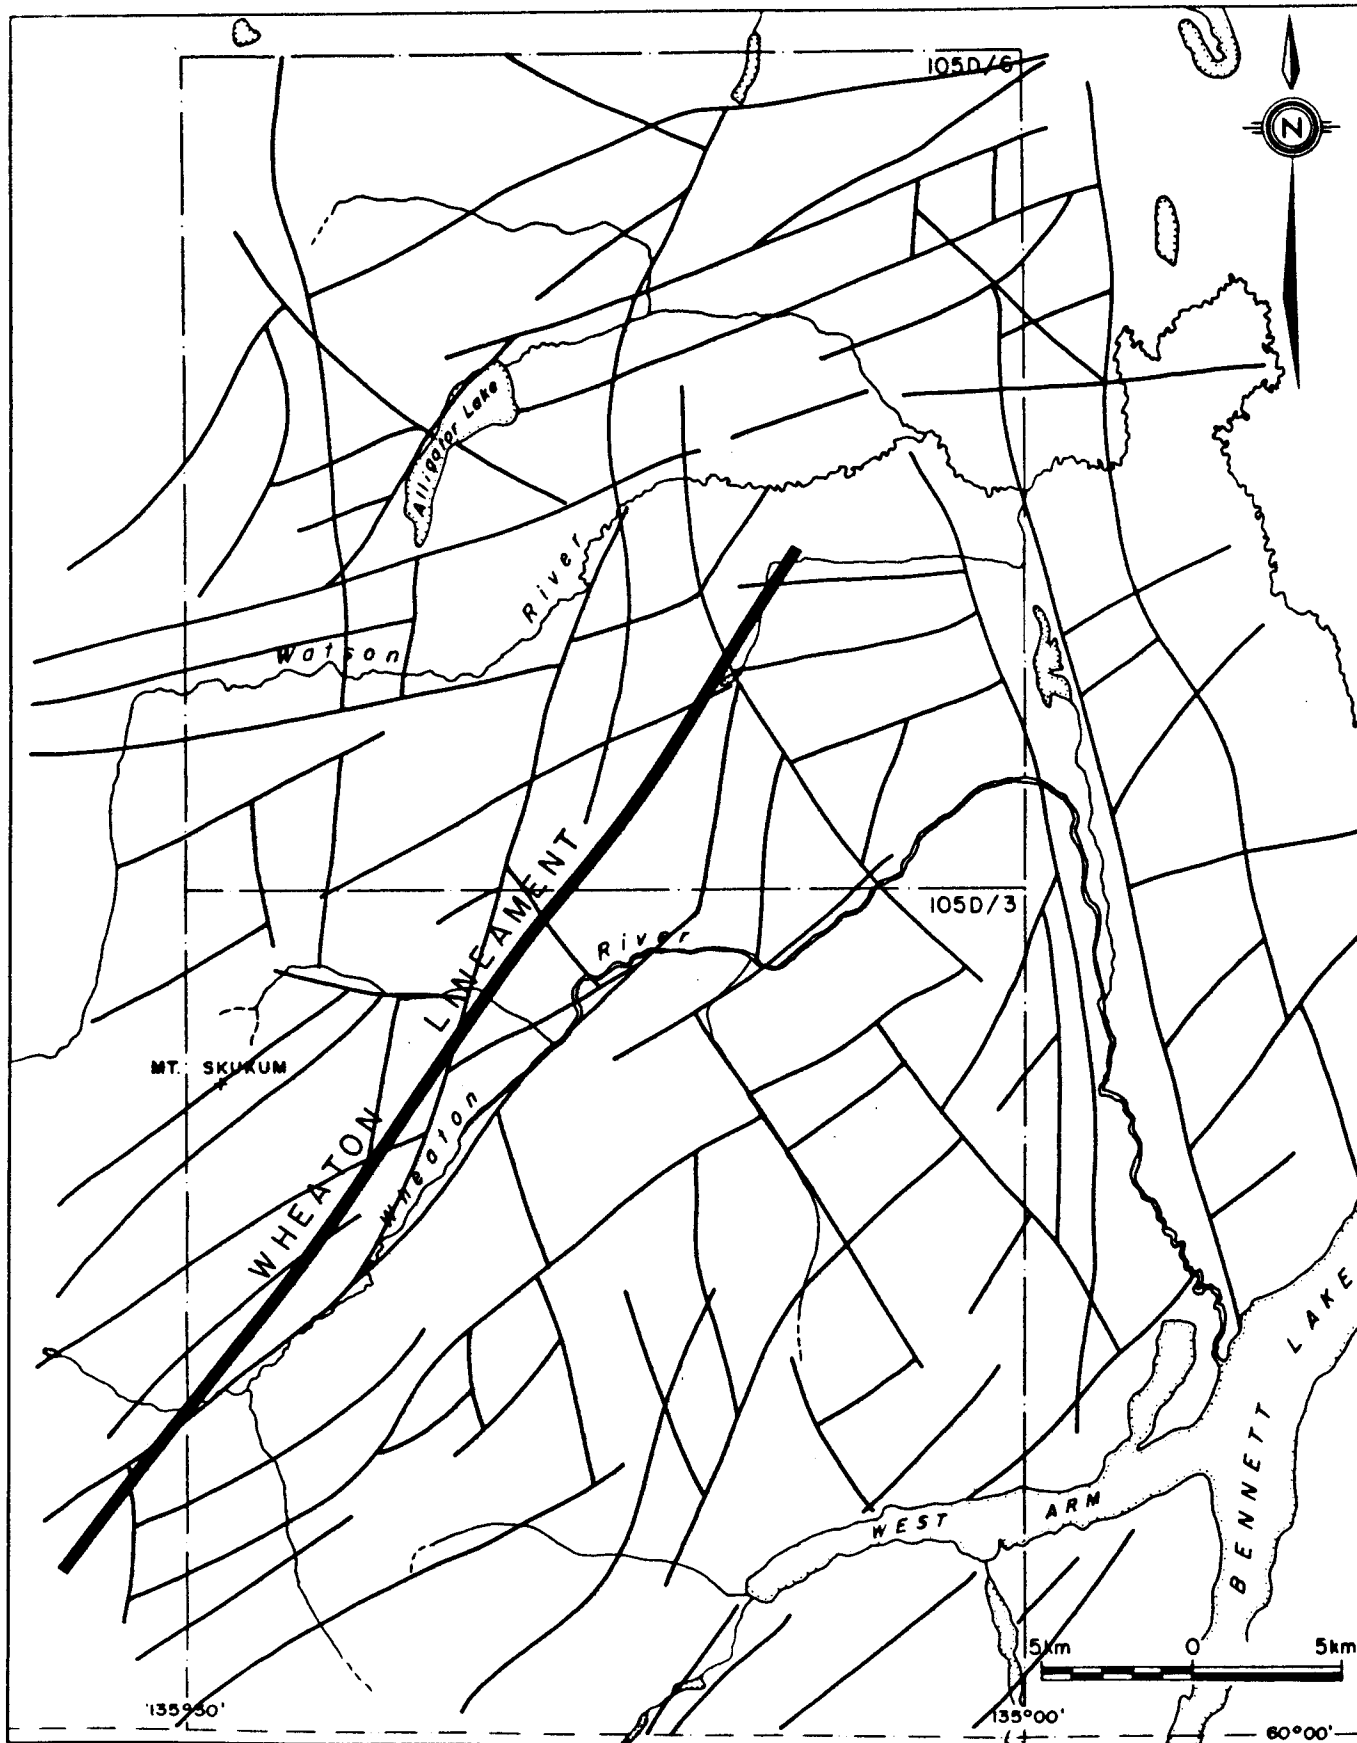 105D/6
N
Alligator Lake
Watson River
105D/3
WHEATON LINEAMENT
Wheaton River
MT. SKUKUM
WEST ARM
BENNETT LAKE
5km 0 5km
135°30'
135°00'
60°00'